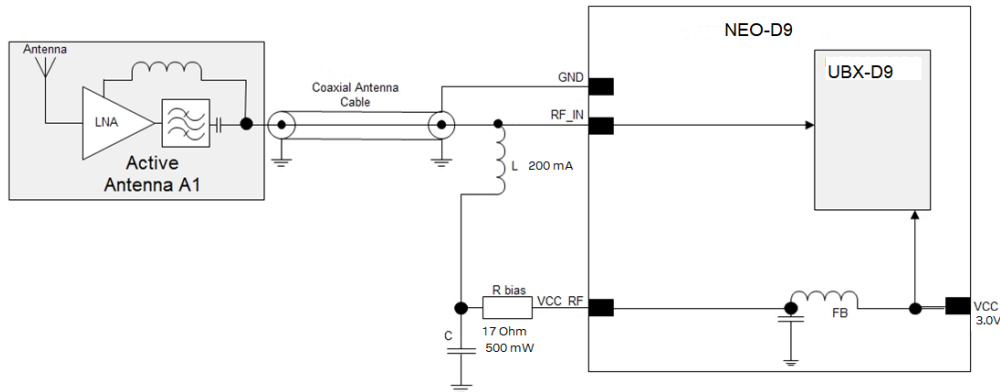 NEO-D9
Antenna
UBX-D9
GND
Coaxial Antenna
Cable
RF_IN
LNA
Active
Antenna A1
L 200 mA
R bias
VCC_RF
VCC
3.0V
FB
C
17 Ohm
500 mW